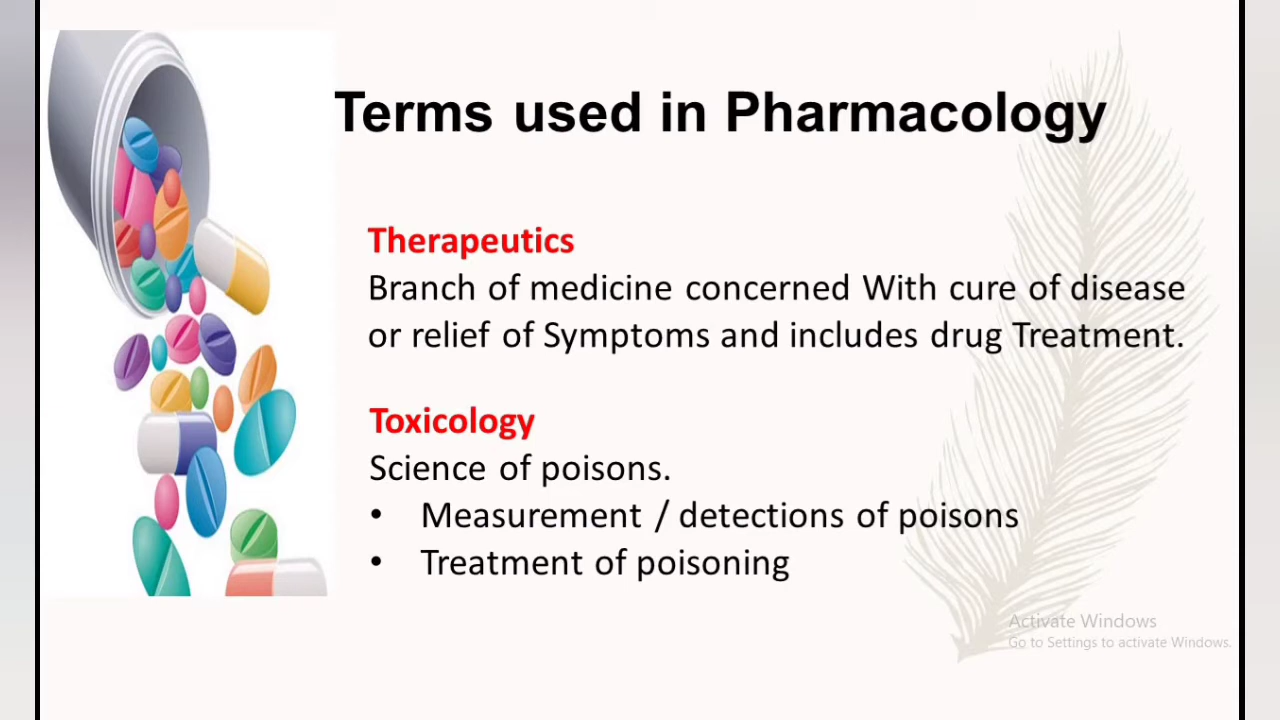 Terms used in Pharmacology
Therapeutics
Branch of medicine concerned With cure of disease
or relief of Symptoms and includes drug Treatment.
Toxicology
Science of poisons.
• Measurement / detections of poisons
• Treatment of poisoning
Activate Windows
Go to Settings to activate Windows.